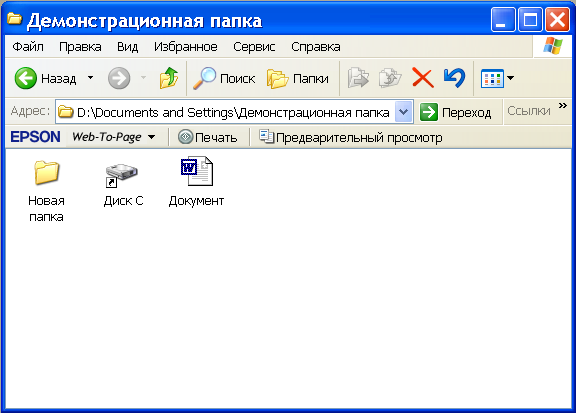 Демонстрационная папка
Файл Правка Вид Избранное Сервис Справка
Назад Поиск Папки
Адрес: D:\Documents and Settings\Демонстрационная папка Переход Ссылки »
EPSON Web-To-Page Печать Предварительный просмотр
W
Новая
папка
Диск C
Документ